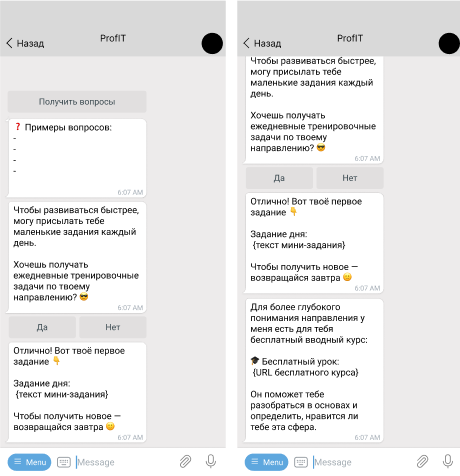 ProfIT
Назад
Получить вопросы
❓ Примеры вопросов:
-
-
-
-
6:07 AM
Чтобы развиваться быстрее,
могу присылать тебе
маленькие задания каждый
день.
Хочешь получать
ежедневные тренировочные
задачи по твоему
направлению? 😎
6:07 AM
Да
Нет
Отлично! Вот твоё первое
задание 👇
Задание дня:
{текст мини-задания}
Чтобы получить новое —
возвращайся завтра 😊
6:07 AM
Menu
Message
ProfIT
Назад
Чтобы развиваться быстрее,
могу присылать тебе
маленькие задания каждый
день.
Хочешь получать
ежедневные тренировочные
задачи по твоему
направлению? 😎
6:07 AM
Да
Нет
Отлично! Вот твоё первое
задание 👇
Задание дня:
{текст мини-задания}
Чтобы получить новое —
возвращайся завтра 😊
6:07 AM
Для более глубокого
понимания направления у
меня есть для тебя
бесплатный вводный курс:
🎓 Бесплатный урок:
{URL бесплатного курса}
Он поможет тебе
разобраться в основах и
определить, нравится ли
тебе эта сфера.
6:07 AM
Menu
Message